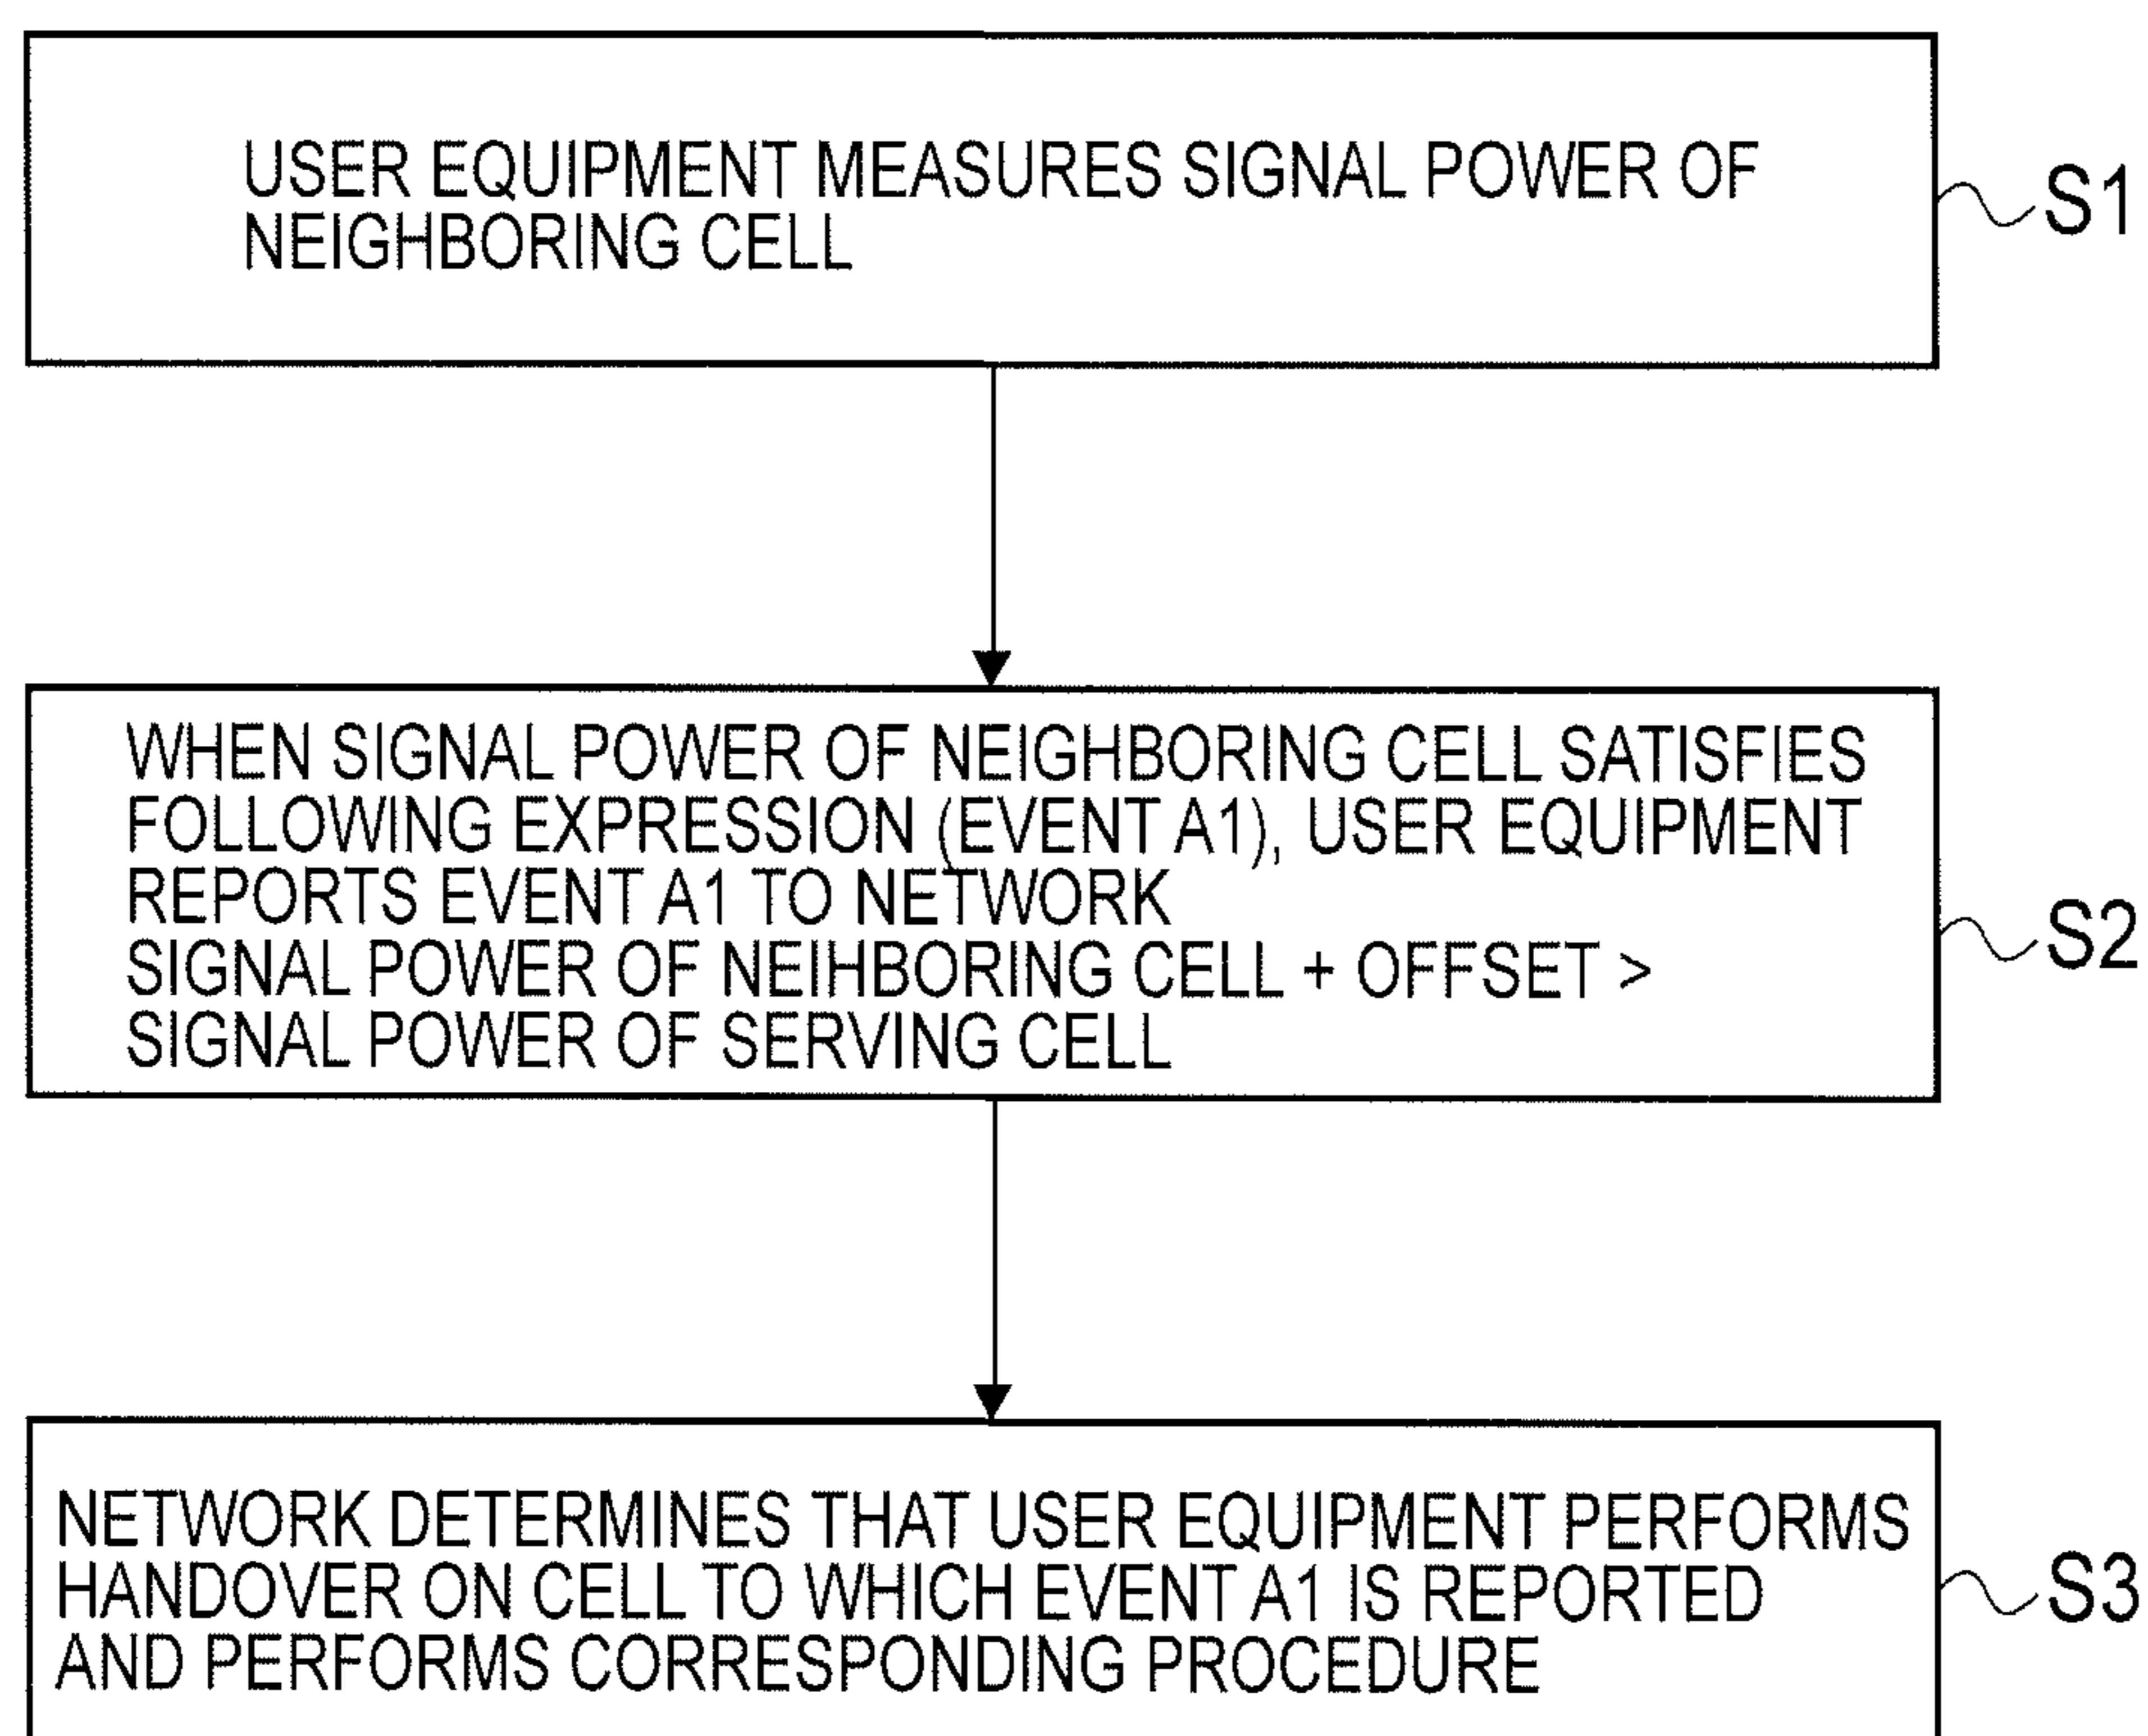 USER EQUIPMENT MEASURES SIGNAL POWER OF
NEIGHBORING CELL
S1
WHEN SIGNAL POWER OF NEIGHBORING CELL SATISFIES
FOLLOWING EXPRESSION (EVENT A1), USER EQUIPMENT
REPORTS EVENT A1 TO NETWORK
SIGNAL POWER OF NEIHBORING CELL + OFFSET >
SIGNAL POWER OF SERVING CELL
S2
NETWORK DETERMINES THAT USER EQUIPMENT PERFORMS
HANDOVER ON CELL TO WHICH EVENT A1 IS REPORTED
AND PERFORMS CORRESPONDING PROCEDURE
S3